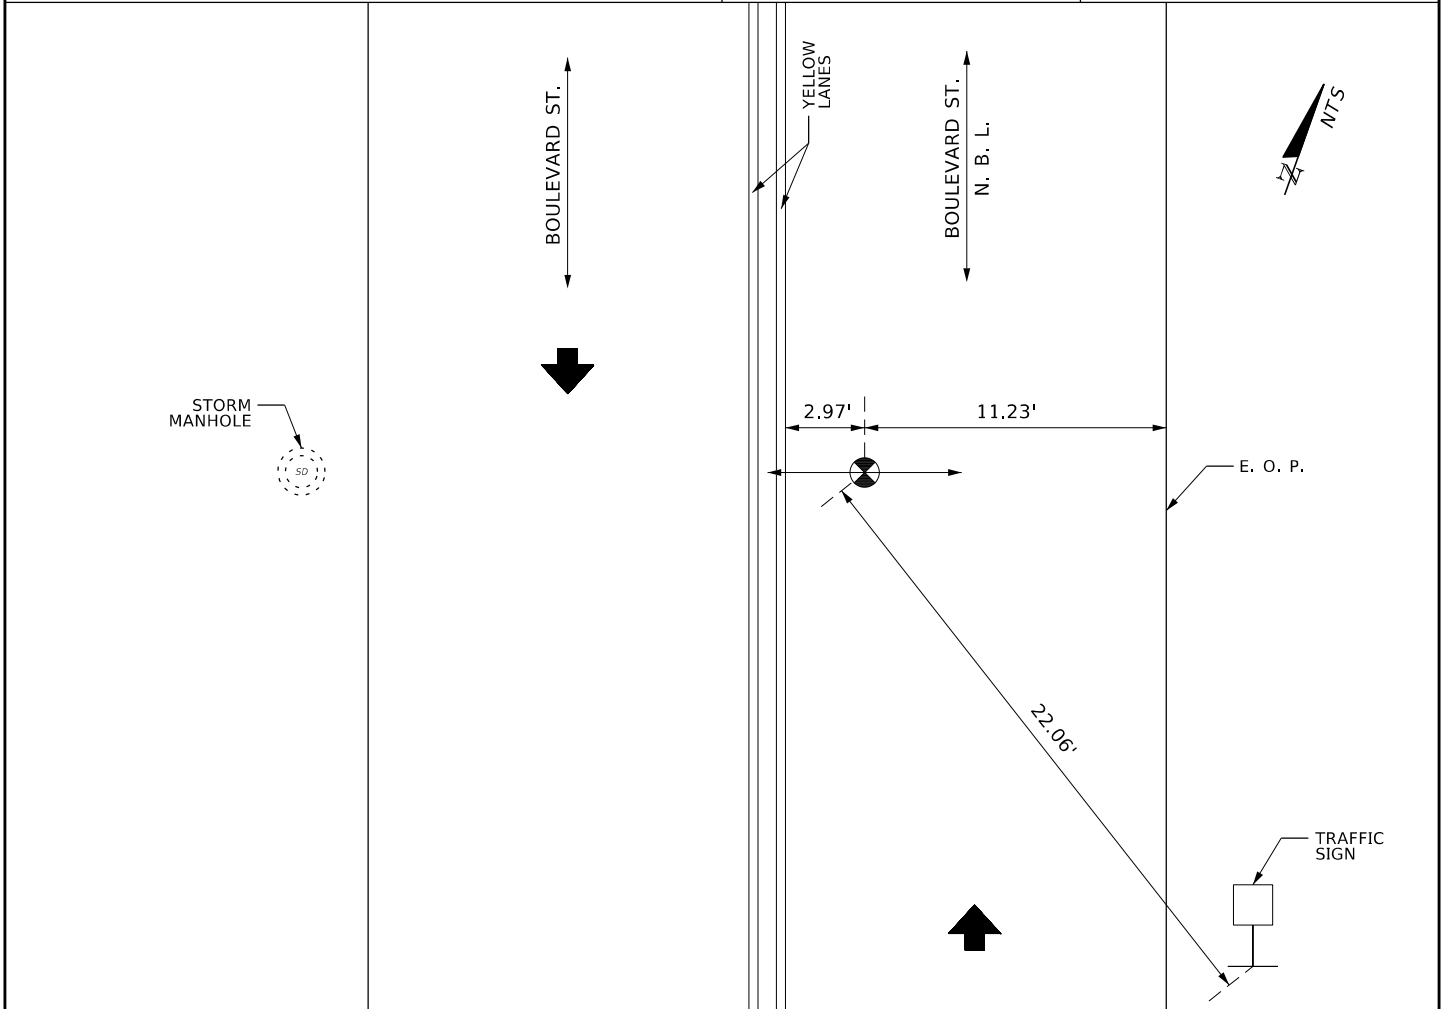 BOULEVARD ST.
YELLOW
LANES
BOULEVARD ST.
N. B. L.
NTS
N
STORM
MANHOLE
SD
2.97'
11.23'
E. O. P.
22.06'
TRAFFIC
SIGN